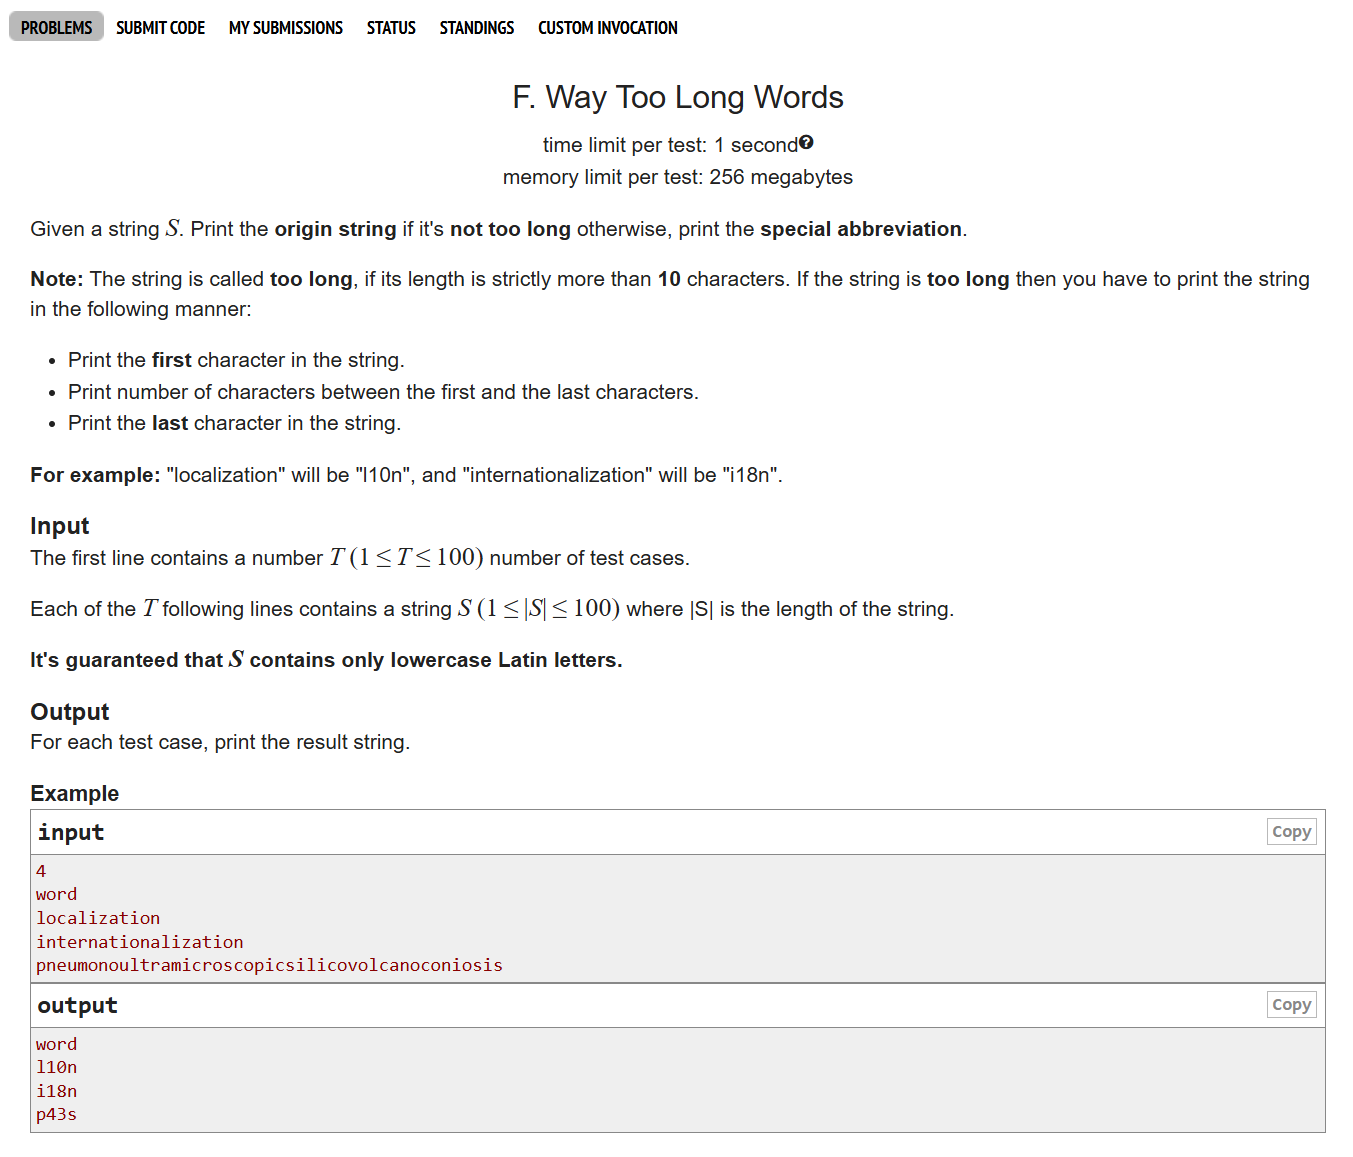 PROBLEMS SUBMIT CODE MY SUBMISSIONS STATUS STANDINGS CUSTOM INVOCATION
F. Way Too Long Words
time limit per test: 1 second?
memory limit per test: 256 megabytes
Given a string S. Print the origin string if it's not too long otherwise, print the special abbreviation.
Note: The string is called too long, if its length is strictly more than 10 characters. If the string is too long then you have to print the string
in the following manner:
• Print the first character in the string.
• Print number of characters between the first and the last characters.
• Print the last character in the string.
For example: "localization" will be "l10n", and "internationalization" will be "i18n".
Input
The first line contains a number T (1 ≤ T ≤ 100) number of test cases.
Each of the T following lines contains a string S (1 ≤ |S| ≤ 100) where |S| is the length of the string.
It's guaranteed that S contains only lowercase Latin letters.
Output
For each test case, print the result string.
Example
input Copy
4
word
localization
internationalization
pneumonoultramicroscopicsilicovolcanoconiosis
output Copy
word
l10n
i18n
p43s